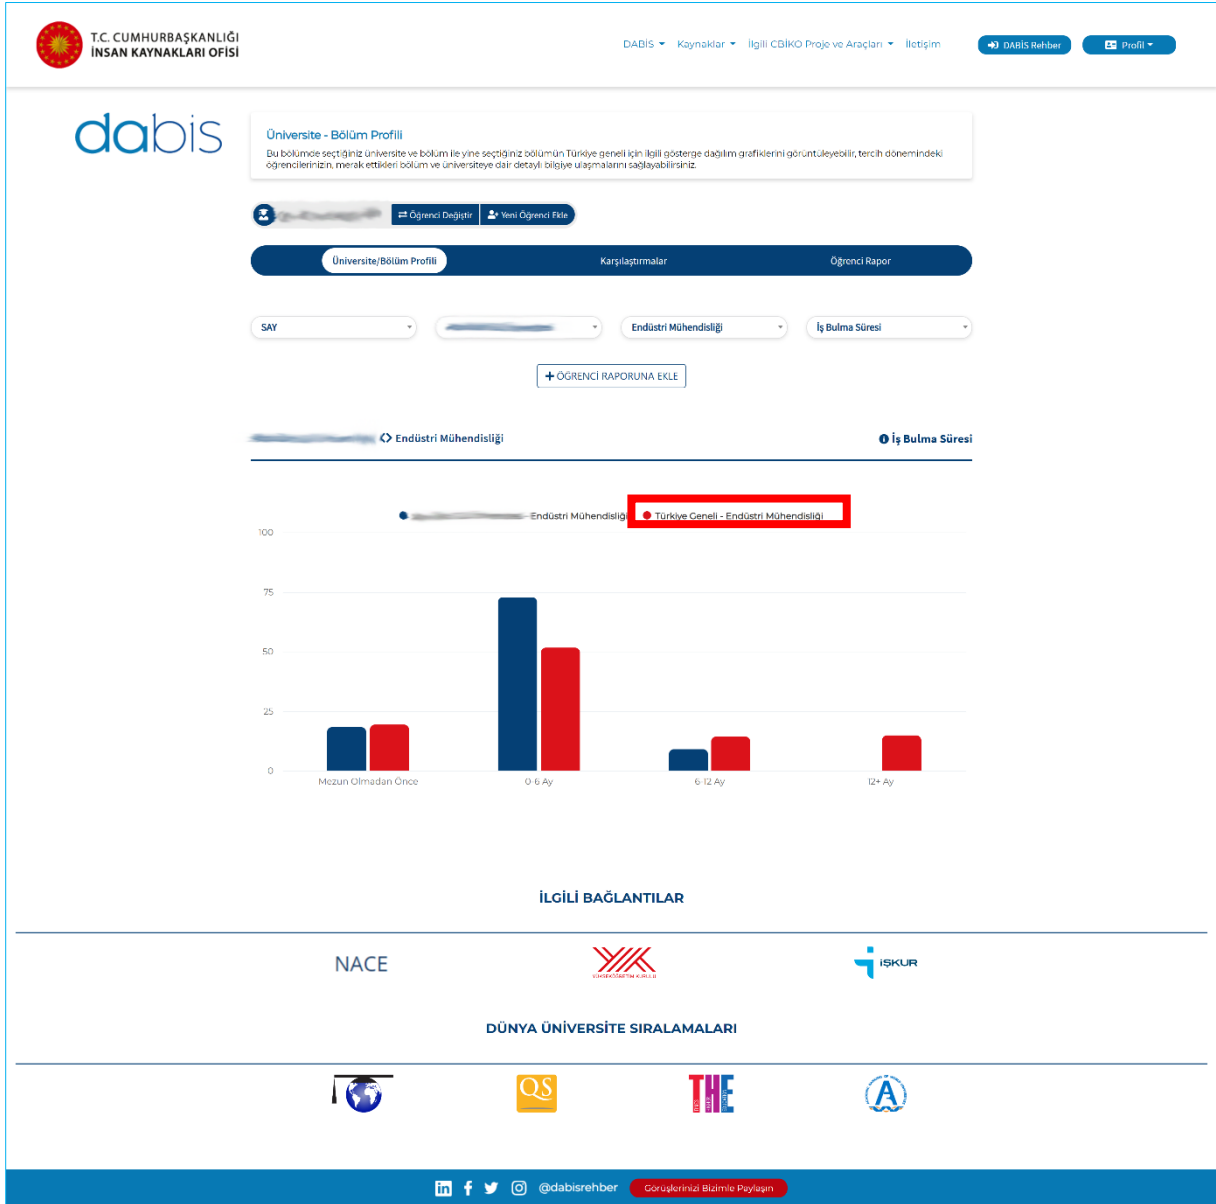 T.C. CUMHURBAŞKANLIĞI
İNSAN KAYNAKLARI OFİSİ
DABİS Kaynaklar İlgili CBİKO Proje ve Araçları İletişim DABİS Rehber Profil
dabis
Üniversite - Bölüm Profili
Bu bölümde seçtiğiniz üniversite ve bölüm ile yine seçtiğiniz bölümün Türkiye geneli için ilgili gösterge dağılım grafiklerini görüntüleyebilir, tercih dönemindeki
öğrencilerinizin, merak ettikleri bölüm ve üniversiteye dair detaylı bilgiye ulaşmalarını sağlayabilirsiniz.
Öğrenci Değiştir Yeni Öğrenci Ekle
Üniversite/Bölüm Profili Karşılaştırmalar Öğrenci Rapor
SAY Endüstri Mühendisliği İş Bulma Süresi
+ ÖĞRENCİ RAPORUNA EKLE
Endüstri Mühendisliği İş Bulma Süresi
- Endüstri Mühendisliği Türkiye Geneli - Endüstri Mühendisliği
100
75
50
25
0
Mezun Olmadan Önce 0-6 Ay 6-12 Ay 12+ Ay
İLGİLİ BAĞLANTILAR
NACE YÜKSEKÖĞRETİM KURULU İŞKUR
DÜNYA ÜNİVERSİTE SIRALAMALARI
QS THE A
@dabisrehber Görüşlerinizi Bizimle Paylaşın